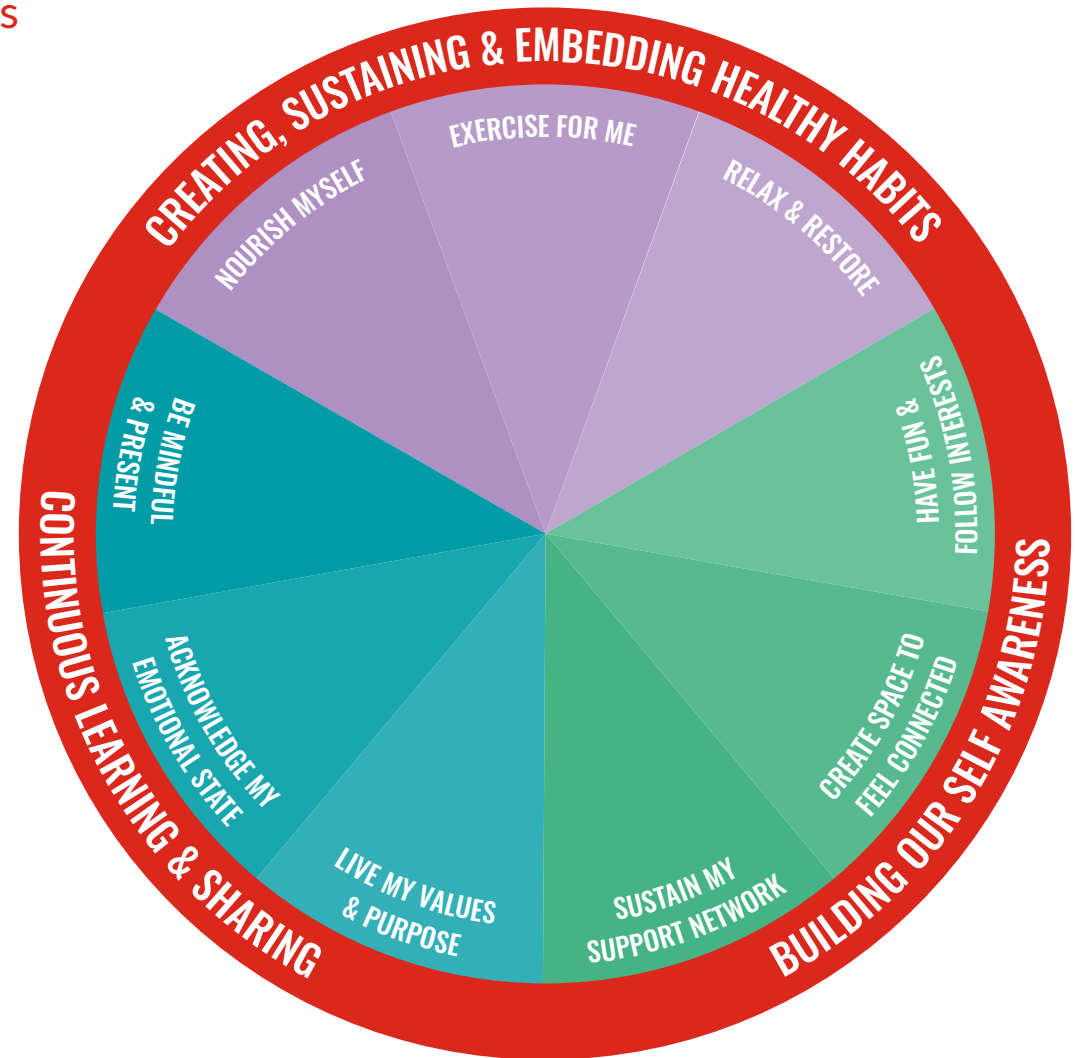 s
CREATING, SUSTAINING & EMBEDDING HEALTHY HABITS
NOURISH MYSELF
EXERCISE FOR ME
RELAX & RESTORE
HAVE FUN &
FOLLOW INTERESTS
CREATE SPACE TO
FEEL CONNECTED
SUSTAIN MY
SUPPORT NETWORK
LIVE MY VALUES
& PURPOSE
ACKNOWLEDGE MY
EMOTIONAL STATE
BE MINDFUL
& PRESENT
BUILDING OUR SELF AWARENESS
CONTINUOUS LEARNING & SHARING